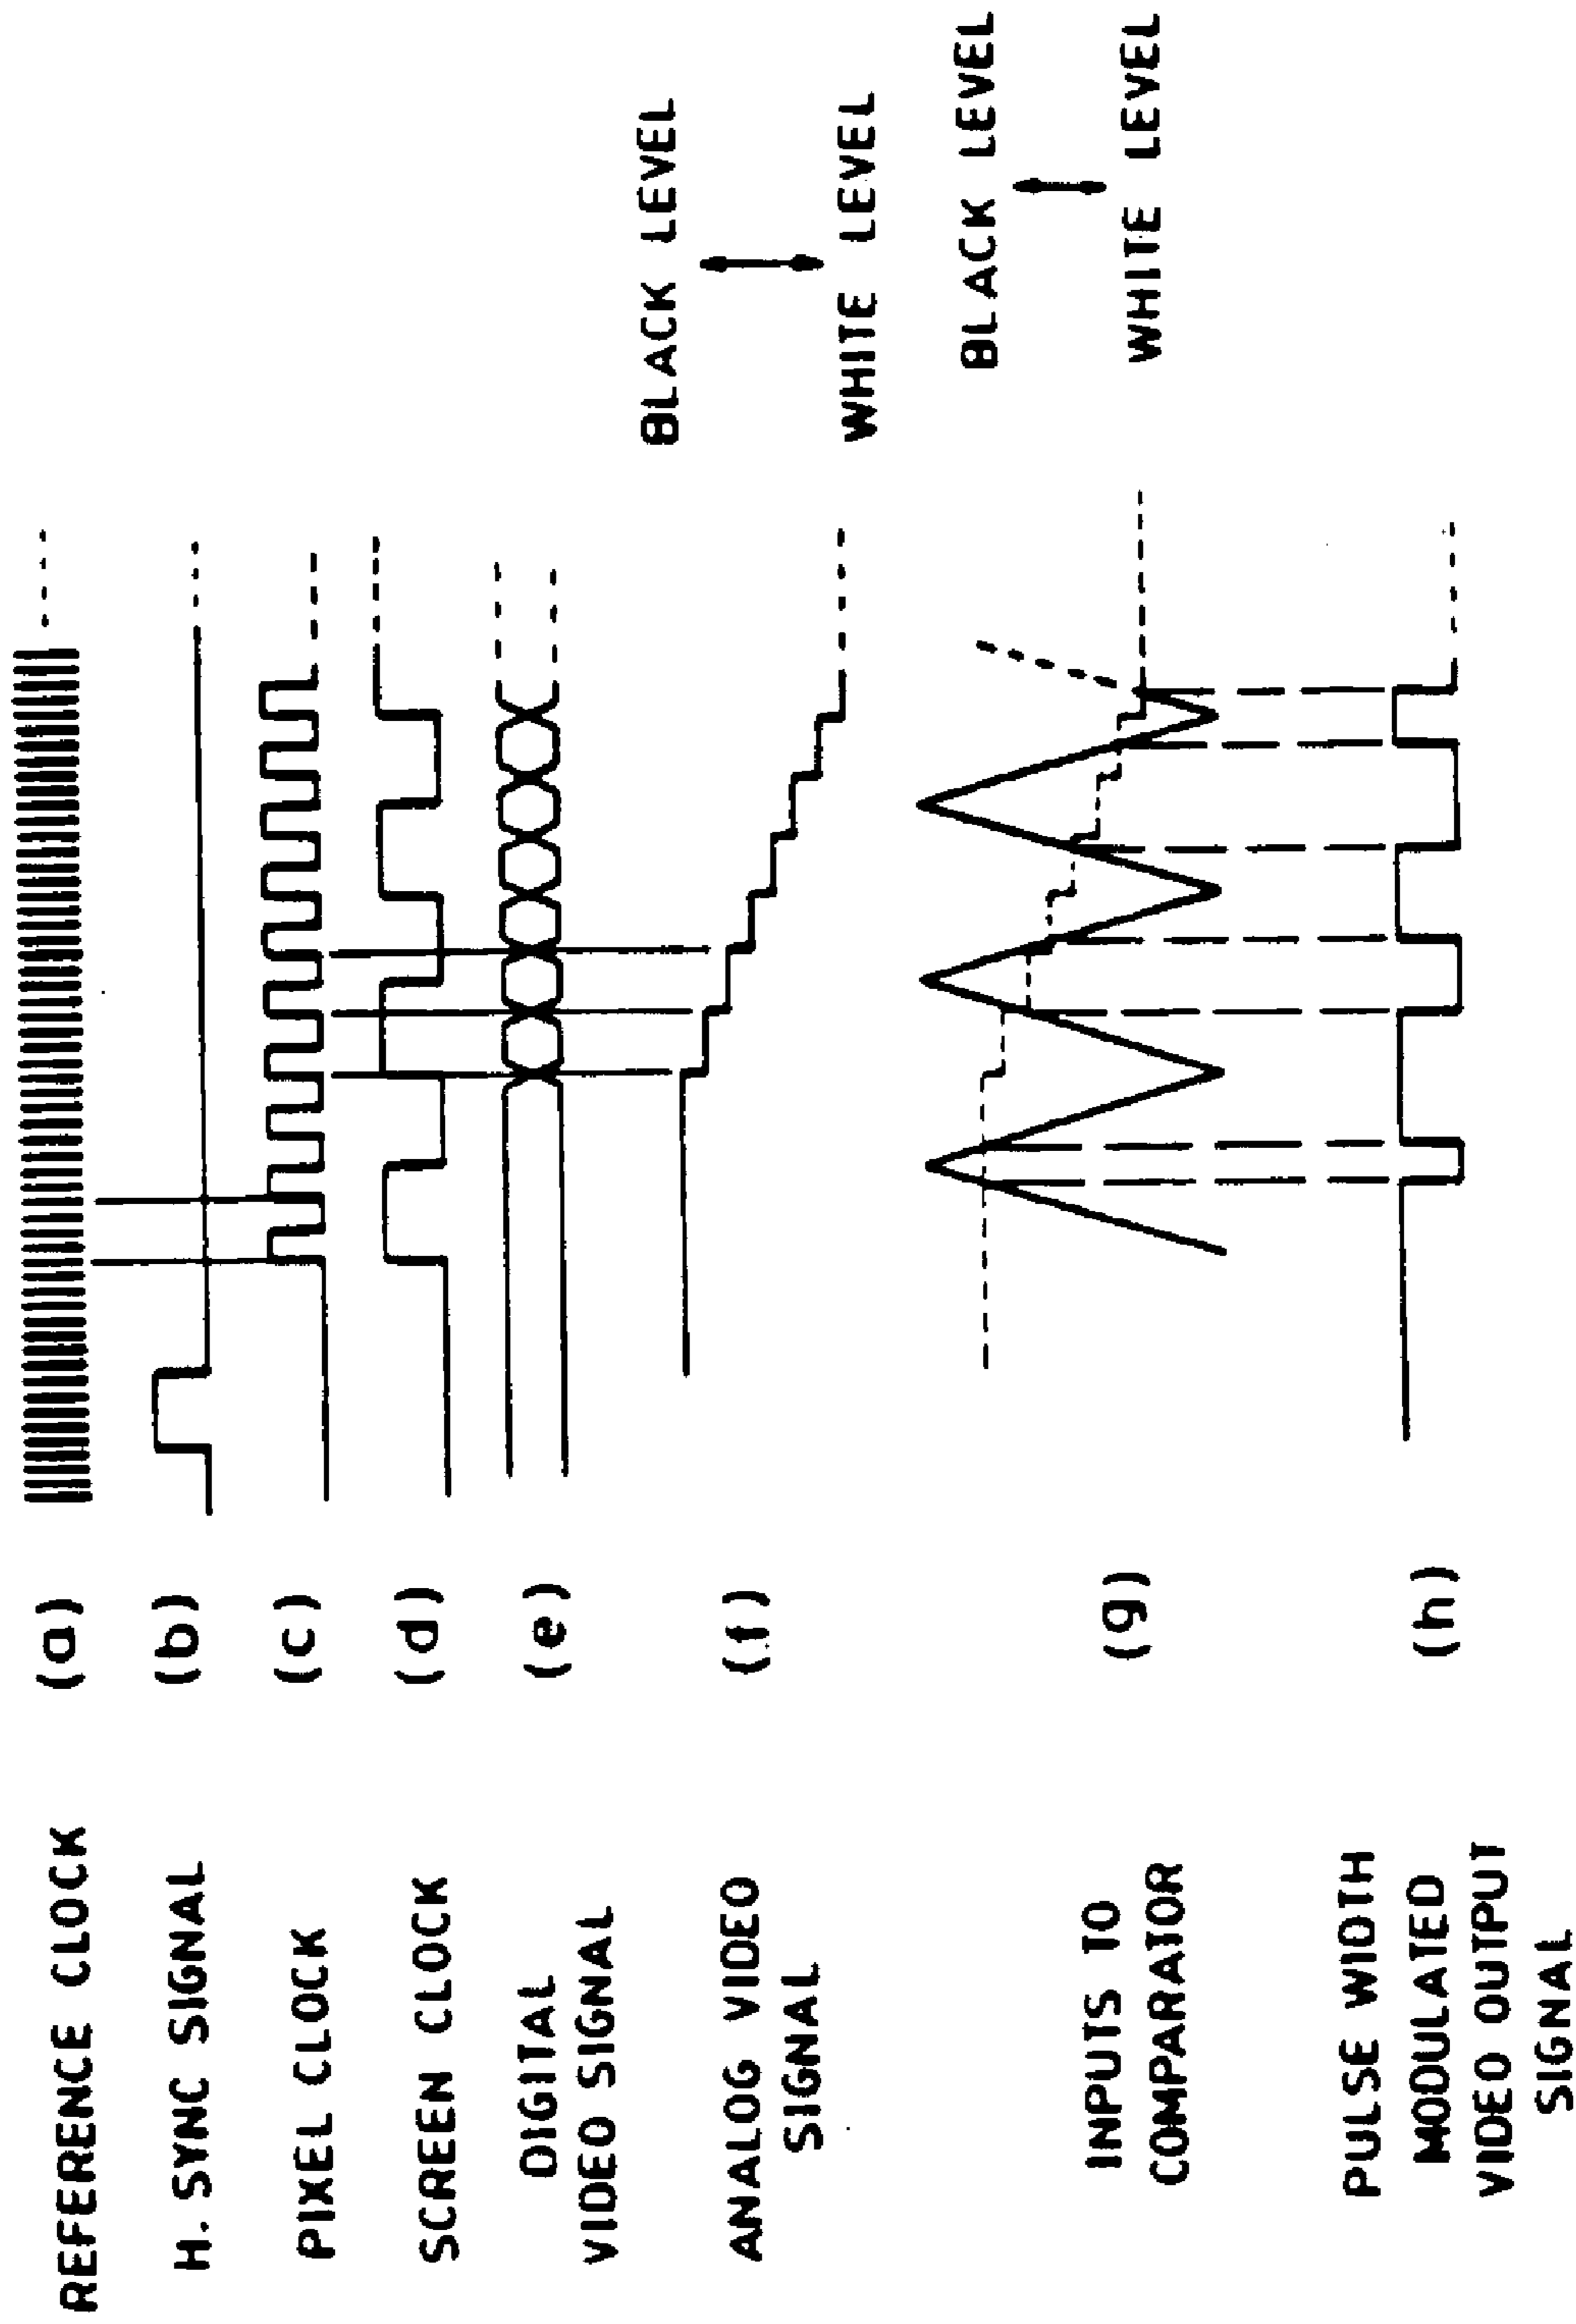 REFERENCE CLOCK (a)
H. SYNC SIGNAL (b)
PIXEL CLOCK (c)
SCREEN CLOCK (d)
DIGITAL
VIDEO SIGNAL (e)
ANALOG VIDEO
SIGNAL (f)
BLACK LEVEL
WHITE LEVEL
INPUTS TO
COMPARATOR (g)
BLACK LEVEL
WHITE LEVEL
PULSE WIDTH
MODULATED
VIDEO OUTPUT
SIGNAL (h)